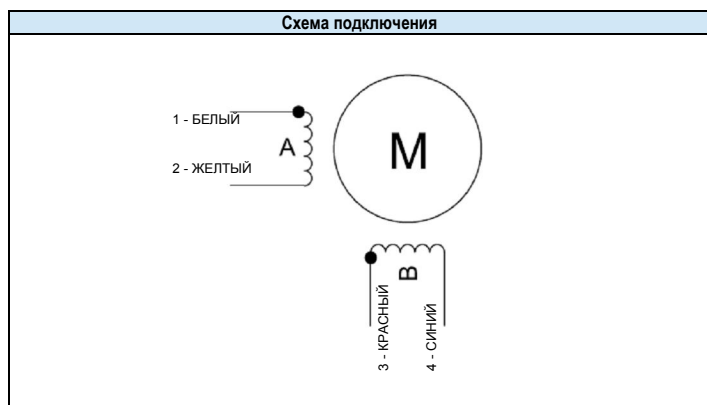 Схема подключения
1 - БЕЛЫЙ
A
M
2 - ЖЕЛТЫЙ
B
3 - КРАСНЫЙ
4 - СИНИЙ